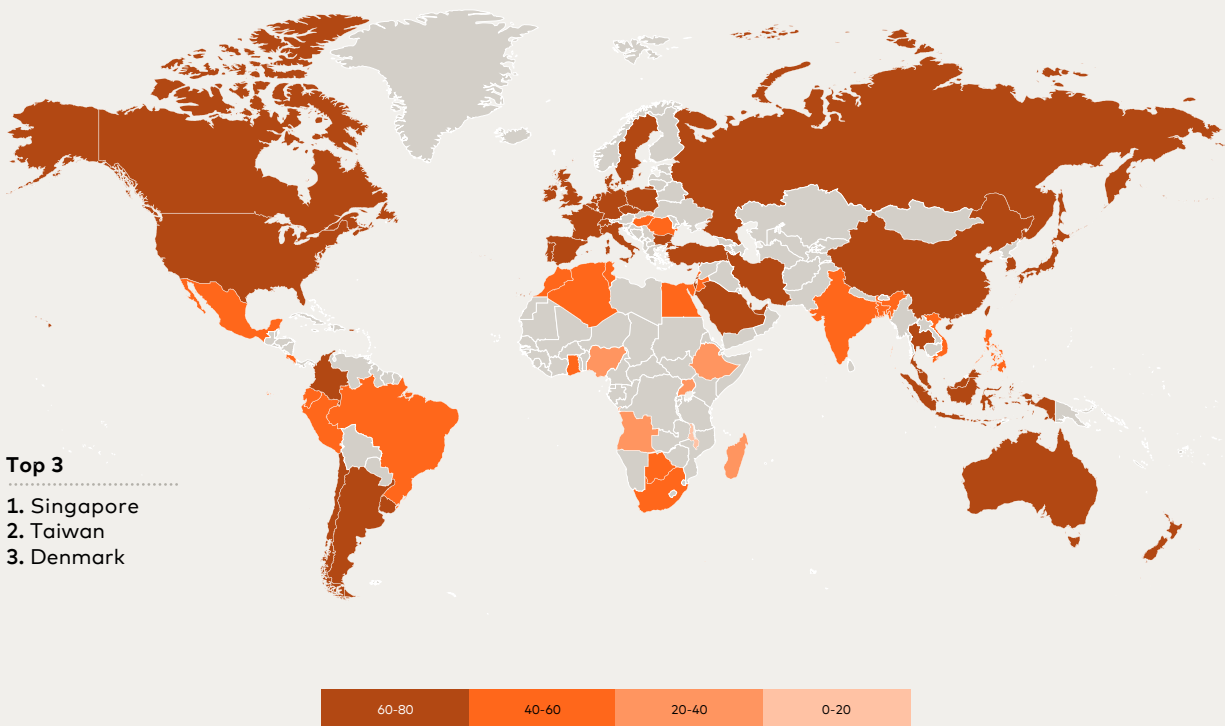 Top 3
1. Singapore
2. Taiwan
3. Denmark
60-80
40-60
20-40
0-20